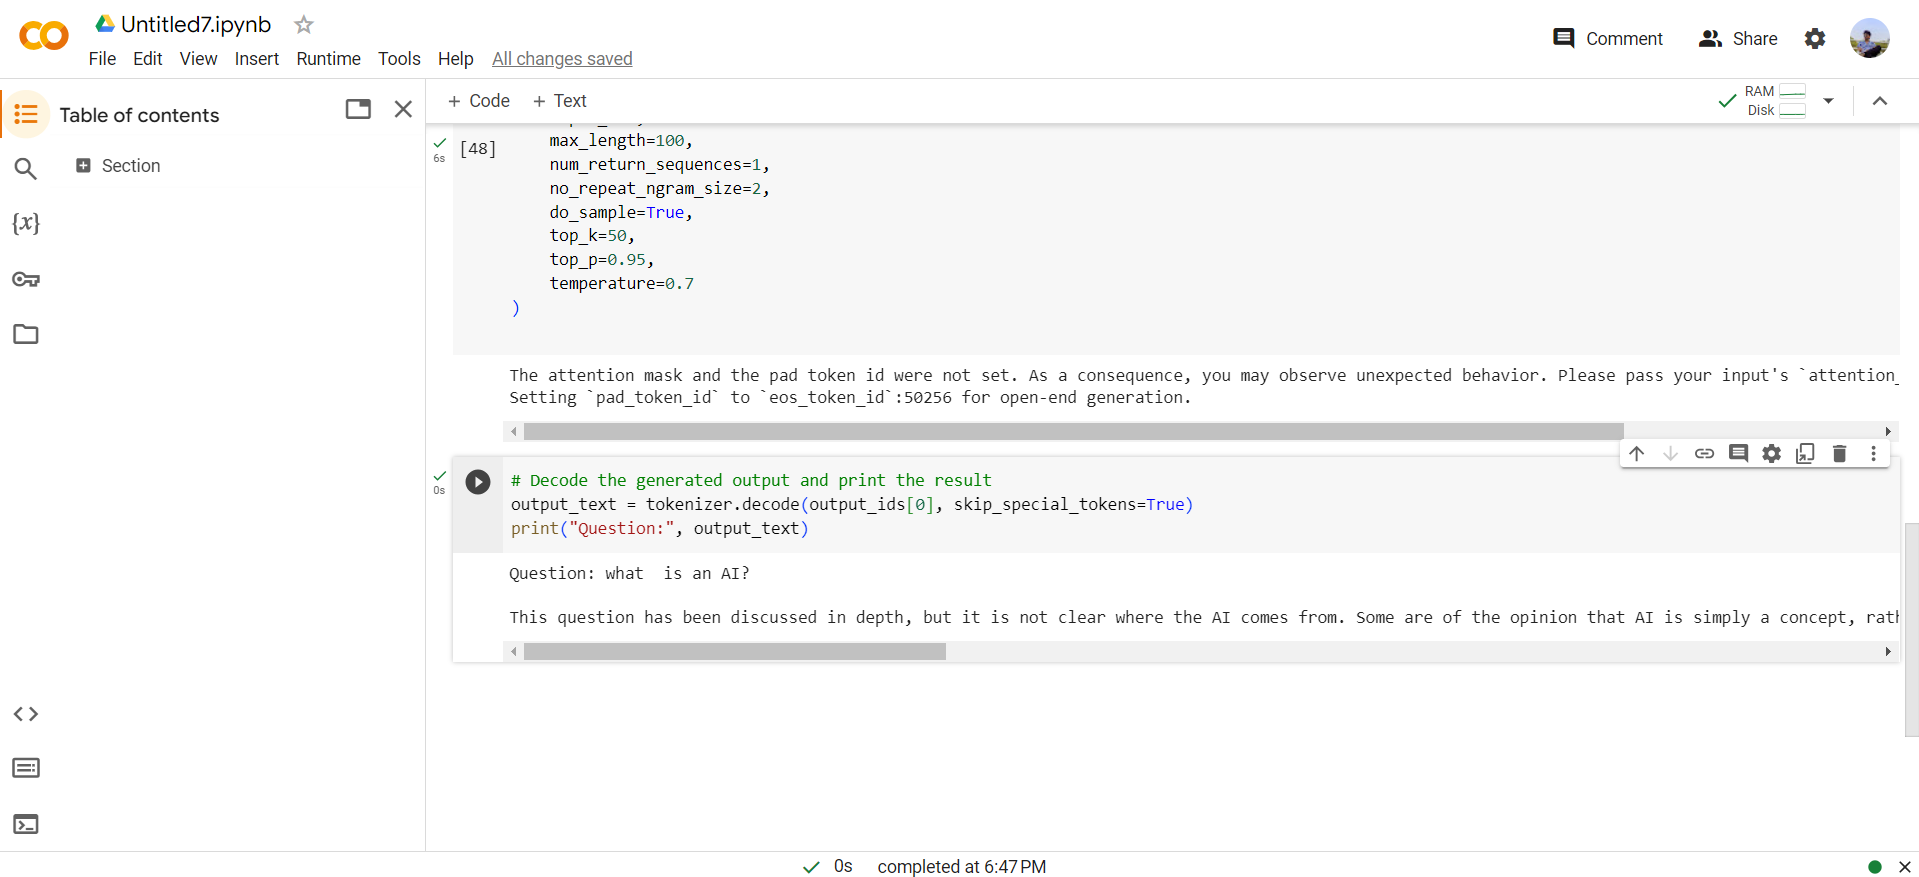 Untitled7.ipynb
File Edit View Insert Runtime Tools Help All changes saved
Comment
Share
Table of contents
Section
+ Code + Text
RAM
Disk
6s
[48]
max_length=100,
num_return_sequences=1,
no_repeat_ngram_size=2,
do_sample=True,
top_k=50,
top_p=0.95,
temperature=0.7
)
The attention mask and the pad token id were not set. As a consequence, you may observe unexpected behavior. Please pass your input's `attention_
Setting `pad_token_id` to `eos_token_id`:50256 for open-end generation.
0s
# Decode the generated output and print the result
output_text = tokenizer.decode(output_ids[0], skip_special_tokens=True)
print("Question:", output_text)
Question: what  is an AI?
This question has been discussed in depth, but it is not clear where the AI comes from. Some are of the opinion that AI is simply a concept, rath
{x}
0s completed at 6:47 PM